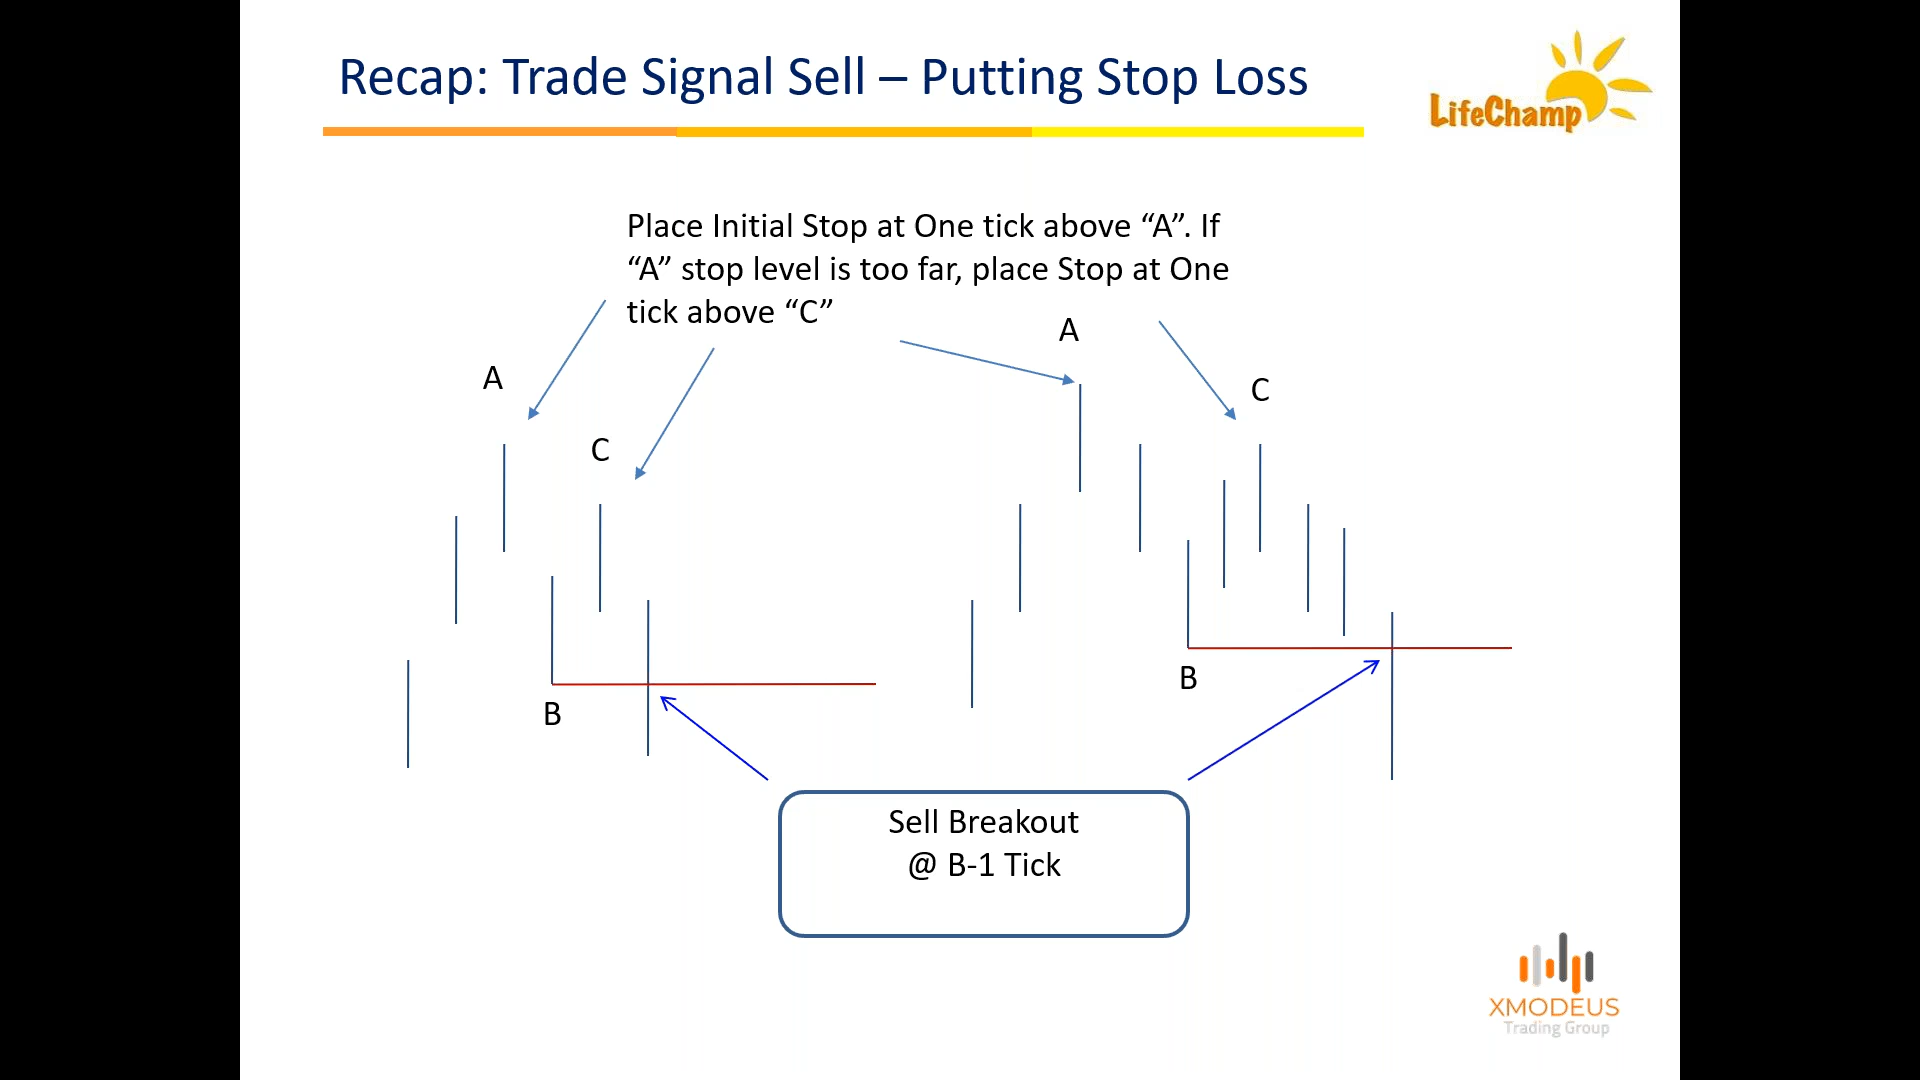 Recap: Trade Signal Sell – Putting Stop Loss
LifeChamp
Place Initial Stop at One tick above “A”. If
“A” stop level is too far, place Stop at One
tick above “C”
A
A
C
C
B
B
Sell Breakout
@ B-1 Tick
XMODEUS
Trading Group